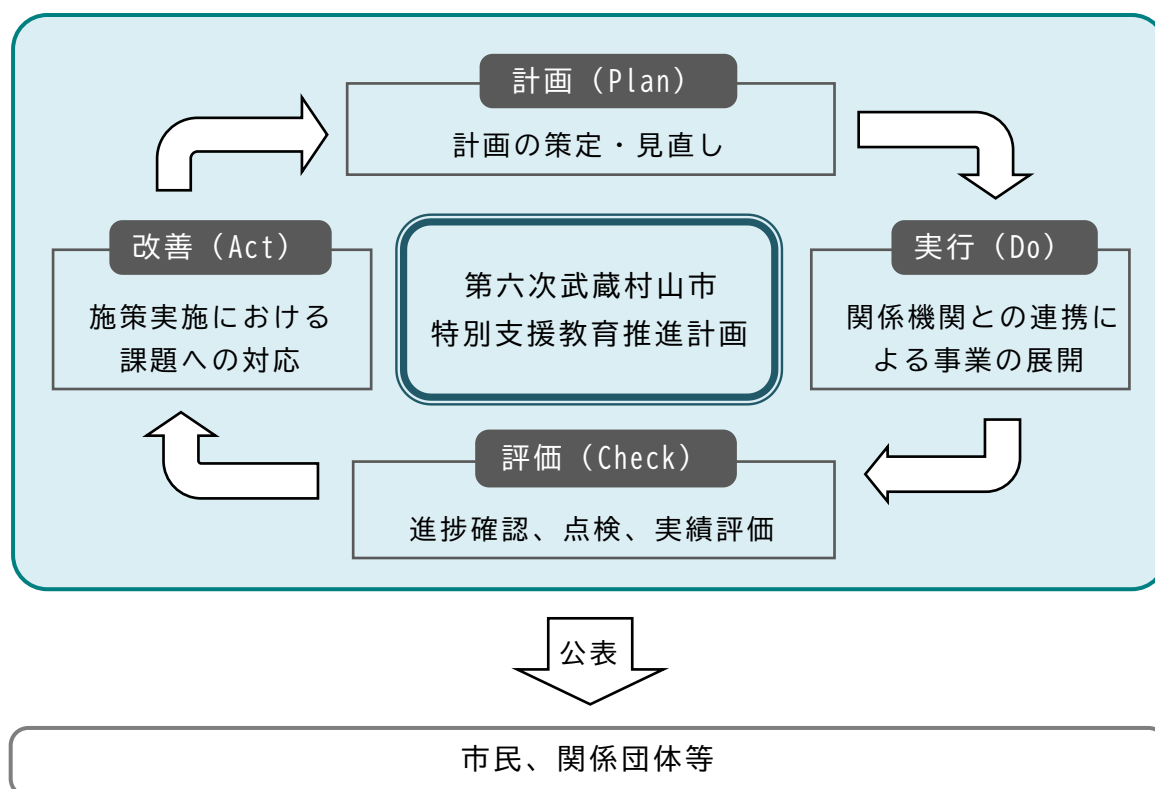 計画（Plan）
計画の策定・見直し
改善（Act）
施策実施における
課題への対応
第六次武蔵村山市
特別支援教育推進計画
実行（Do）
関係機関との連携に
よる事業の展開
評価（Check）
進捗確認、点検、実績評価
公表
市民、関係団体等